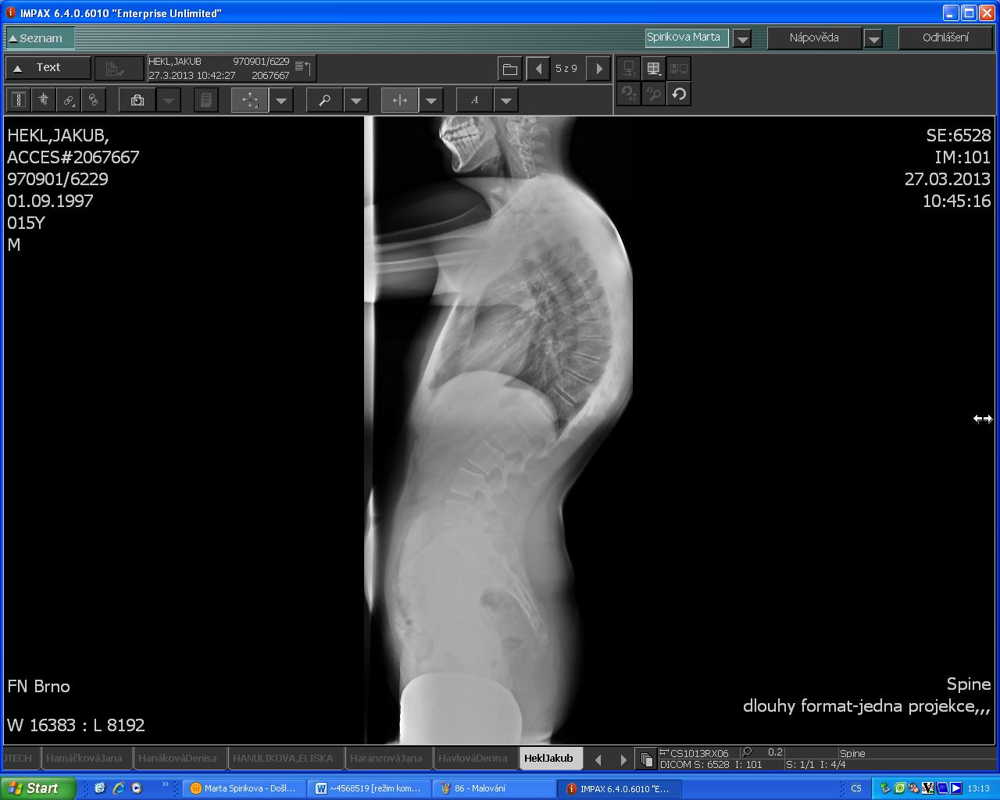 IMPAX 6.4.0.6010 "Enterprise Unlimited"
Seznam
Spirikova Marta
Nápověda
Odhlášení
Text
HEKL,JAKUB 970901/6229
27.3.2013 10:42:27 2067667
5 z 9
A
HEKL,JAKUB,
ACCES#2067667
970901/6229
01.09.1997
015Y
M
SE:6528
IM:101
27.03.2013
10:45:16
FN Brno
W 16383 : L 8192
Spine
dlouhy format-jedna projekce,,,
JTECH
HamáčkováJana
HanákováDenisa
HANULIKOVA,ELISKA
HaranzováJana
HavlováDenisa
HeklJakub
CS1013RX06 0.2 Spine
DICOM S: 6528 I: 101 S: 1/1 I: 4/4
Start
Marta Spirikova - Došl...
~4568519 [režim kom...
86 - Malování
IMPAX 6.4.0.6010 "E...
CS
13:13